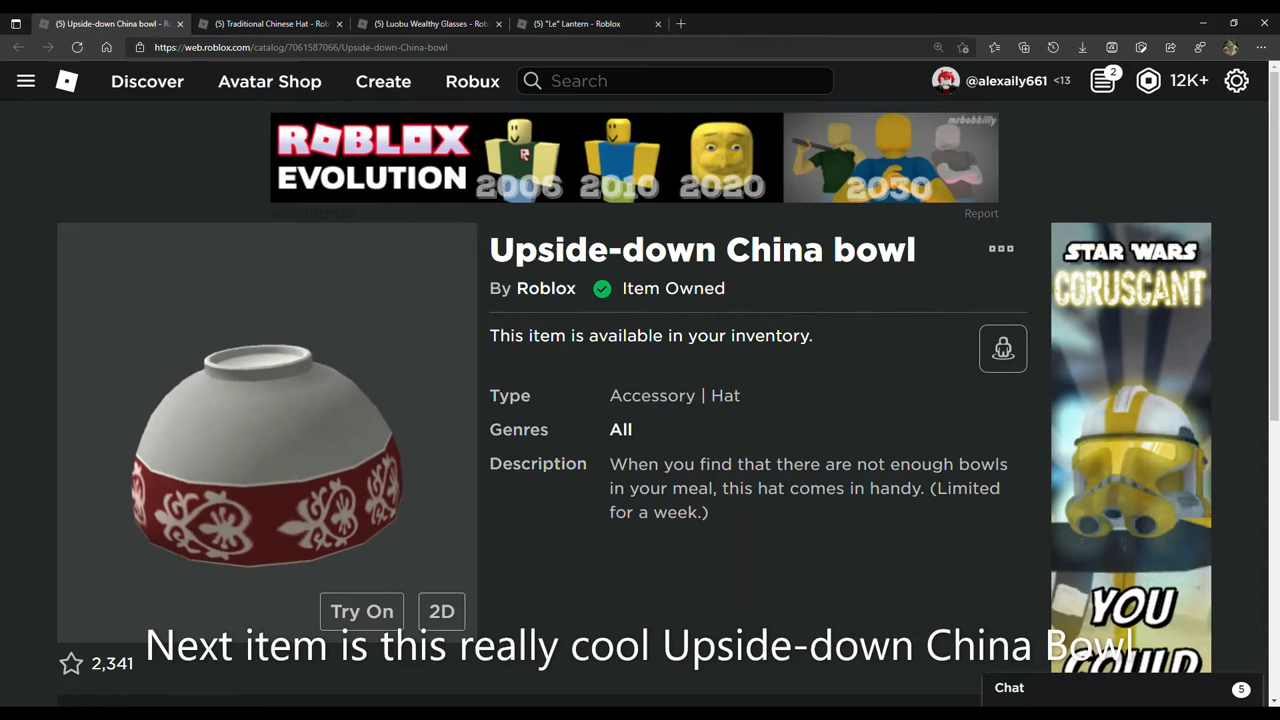 (5) Upside-down China bowl - R
(5) Traditional Chinese Hat - Rob
(5) Luobu Wealthy Glasses - Rob
(5) "Le" Lantern - Roblox
https://web.roblox.com/catalog/7061587066/Upside-down-China-bowl
Discover
Avatar Shop
Create
Robux
Search
@alexaily661 <13
2
12K+
ROBLOX
EVOLUTION
2006
2010
2020
2030
mrbobbilly
Report
Upside-down China bowl
By Roblox
Item Owned
This item is available in your inventory.
Type
Accessory | Hat
Genres
All
Description
When you find that there are not enough bowls
in your meal, this hat comes in handy. (Limited
for a week.)
STAR WARS
CORUSCANT
YOU
COULD
Try On
2D
2,341
Next item is this really cool Upside-down China Bowl
Chat
5